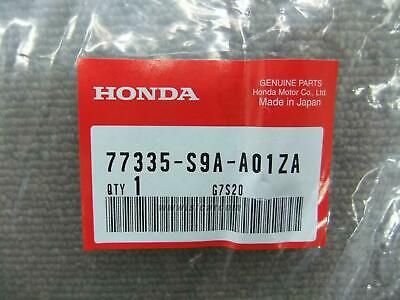 HONDA
GENUINE PARTS
Honda Motor Co., Ltd.
Made in Japan
77335-S9A-A01ZA
QTY 1 G7S20